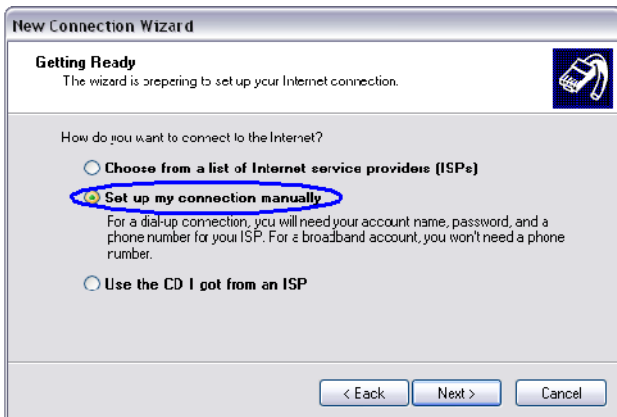 New Connection Wizard
Getting Ready
The wizard is preparing to set up your Internet connection.
How do you want to connect to the Internet?
Choose from a list of Internet service providers (ISPs)
Set up my connection manually
For a dial-up connection, you will need your account name, password, and a
phone number for your ISP. For a broadband account, you won't need a phone
number.
Use the CD I got from an ISP
< Back Next > Cancel